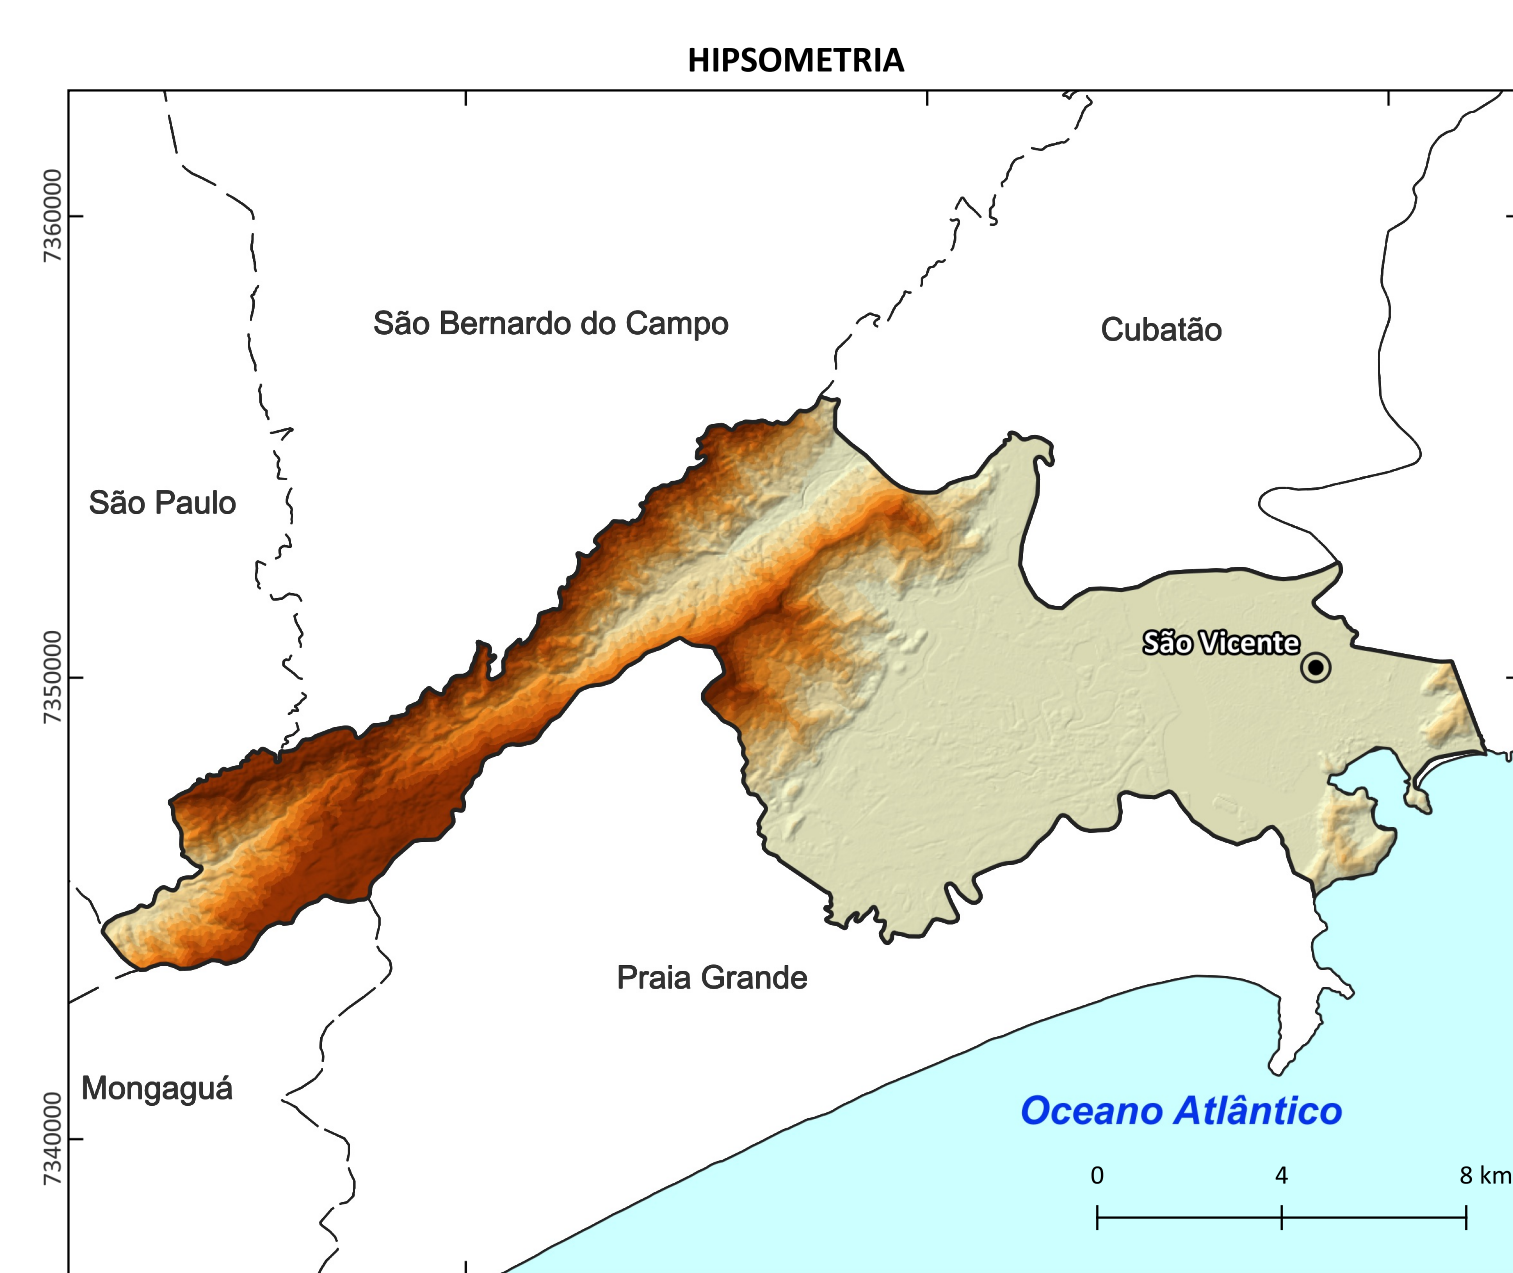 HIPSOMETRIA
7360000
São Bernardo do Campo
Cubatão
São Paulo
São Vicente
7350000
Praia Grande
Mongaguá
Oceano Atlântico
7340000
0 4 8 km